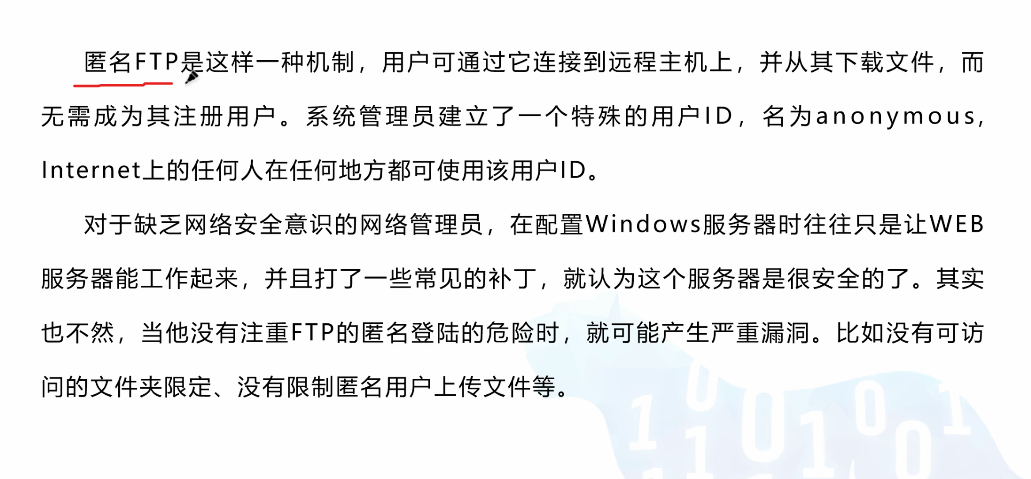 匿名FTP是这样一种机制，用户可通过它连接到远程主机上，并从其下载文件，而
无需成为其注册用户。系统管理员建立了一个特殊的用户ID，名为anonymous，
Internet上的任何人在任何地方都可使用该用户ID。
对于缺乏网络安全意识的网络管理员，在配置Windows服务器时往往只是让WEB
服务器能工作起来，并且打了一些常见的补丁，就认为这个服务器是很安全的了。其实
也不然，当他没有注重FTP的匿名登陆的危险时，就可能产生严重漏洞。比如没有可访
问的文件夹限定、没有限制匿名用户上传文件等。